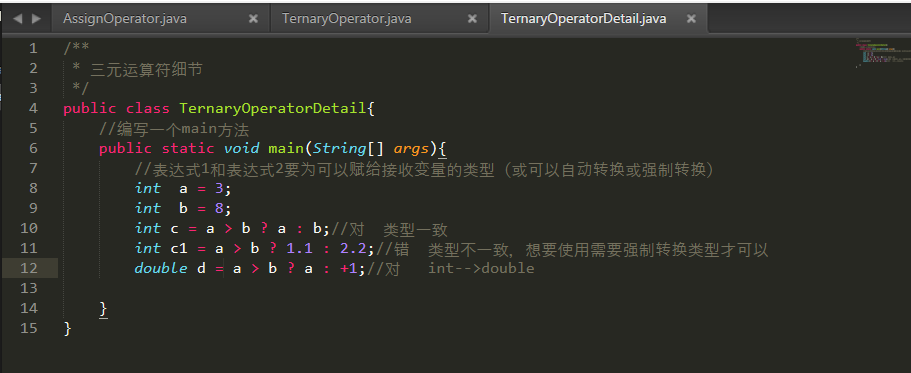 AssignOperator.java × TernaryOperator.java × TernaryOperatorDetail.java ×
1 /**
2  * 三元运算符细节
3  */
4 public class TernaryOperatorDetail{
5     //编写一个main方法
6     public static void main(String[] args){
7         //表达式1和表达式2要为可以赋给接收变量的类型（或可以自动转换或强制转换）
8         int  a = 3;
9         int  b = 8;
10         int c = a > b ? a : b;//对  类型一致
11         int c1 = a > b ? 1.1 : 2.2;//错  类型不一致，想要使用需要强制转换类型才可以
12         double d = a > b ? a : +1;//对   int-->double
13
14     }
15 }